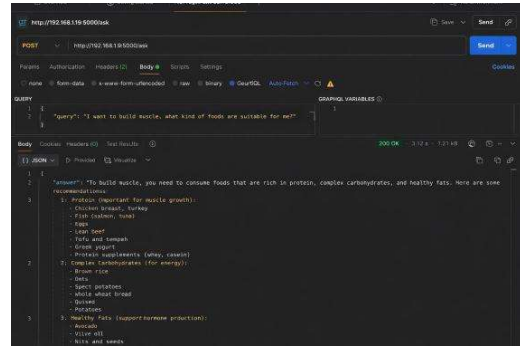 http://192.168.1.19:5000/ask
Save
Send
POST
http://192.168.1.19:5000/ask
Send
Params Authorization Headers (2) Body Scripts Settings
Cookies
none form-data x-www-form-urlencoded raw binary GraphQL Auto Fetch
QUERY
GRAPHQL VARIABLES
1 {
1
2 "query": "I want to build muscle, what kind of foods are suitable for me?"
}
Body Cookies Headers Test Results
200 OK
JSON Visualize
1 {
2 "answer": "To build muscle, you need to consume foods that are rich in protein, complex carbohydrates, and healthy fats. Here are some
recommendations:
3 1: Protein (important for muscle growth):
- Chicken breast, turkey
- Fish (salmon, tuna)
- Eggs
- Lean beef
- Tofu and tempeh
- Greek yogurt
- Protein supplements (whey, casein)
2 2: Complex Carbohydrates (for energy):
- Brown rice
- Oats
- potatoes
- whole wheat bread
- Potatoes
3 3. Healthy Fats (support hormone production):
- Avocado
- oil
- and seeds